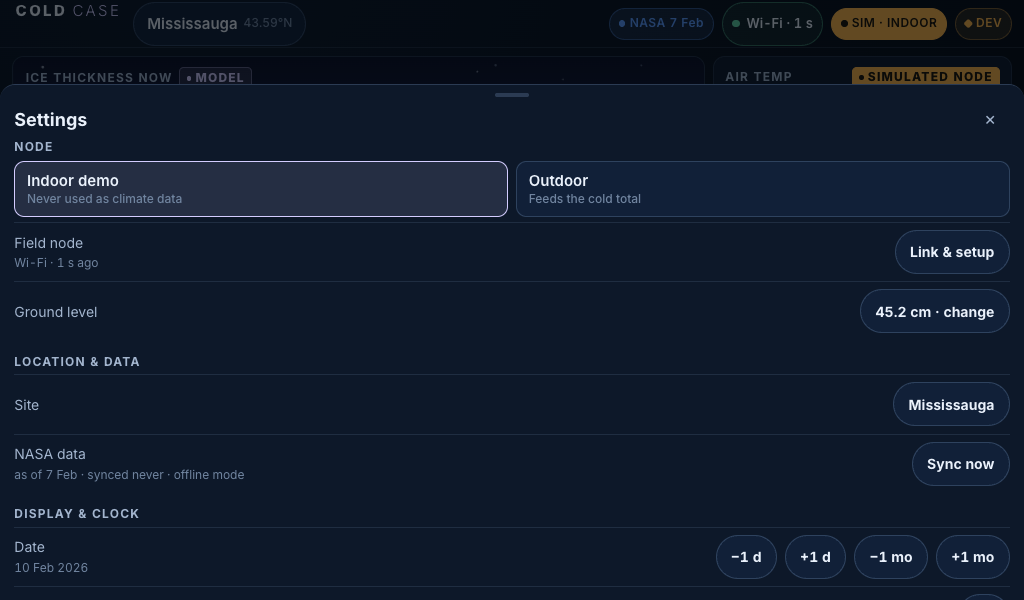 COLD CASE
Mississauga 43.59°N
NASA 7 Feb
Wi-Fi · 1 s
SIM · INDOOR
DEV
ICE THICKNESS NOW
MODEL
AIR TEMP
SIMULATED NODE
Settings
×
NODE
Indoor demo
Never used as climate data
Outdoor
Feeds the cold total
Field node
Wi-Fi · 1 s ago
Link & setup
Ground level
45.2 cm · change
LOCATION & DATA
Site
Mississauga
NASA data
as of 7 Feb · synced never · offline mode
Sync now
DISPLAY & CLOCK
Date
10 Feb 2026
−1 d
+1 d
−1 mo
+1 mo